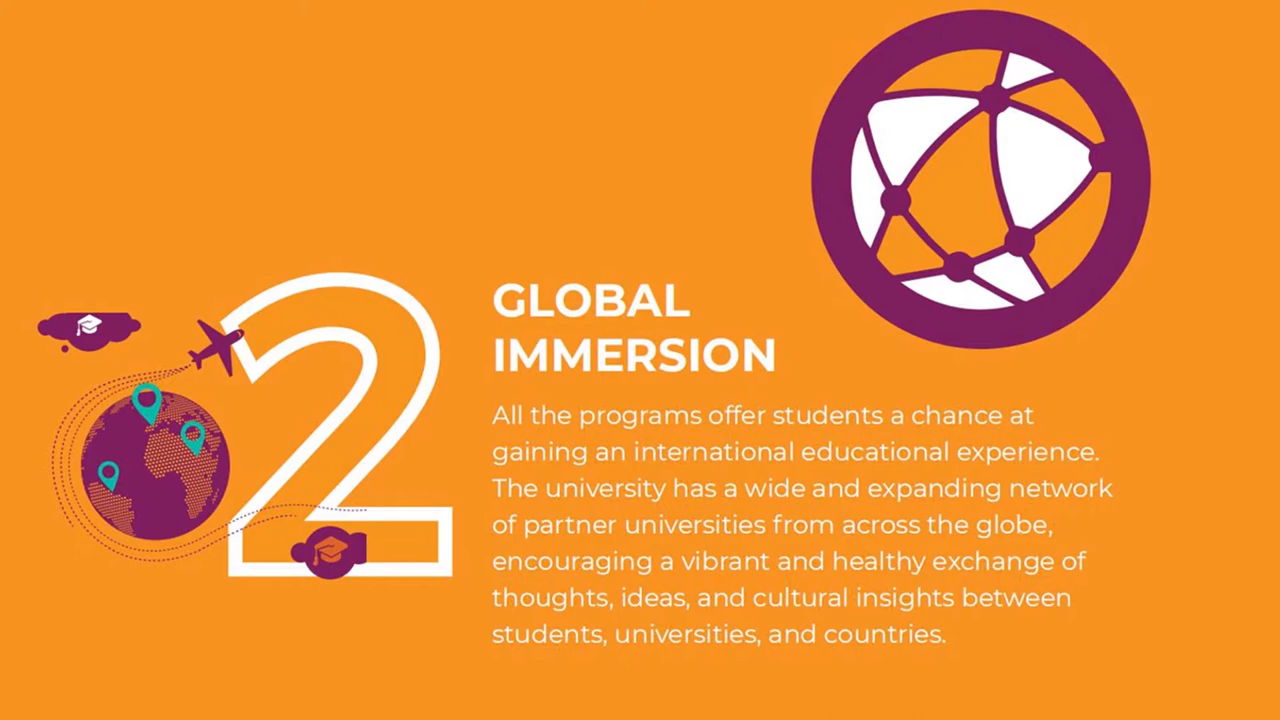 2
GLOBAL
IMMERSION
All the programs offer students a chance at
gaining an international educational experience.
The university has a wide and expanding network
of partner universities from across the globe,
encouraging a vibrant and healthy exchange of
thoughts, ideas, and cultural insights between
students, universities, and countries.